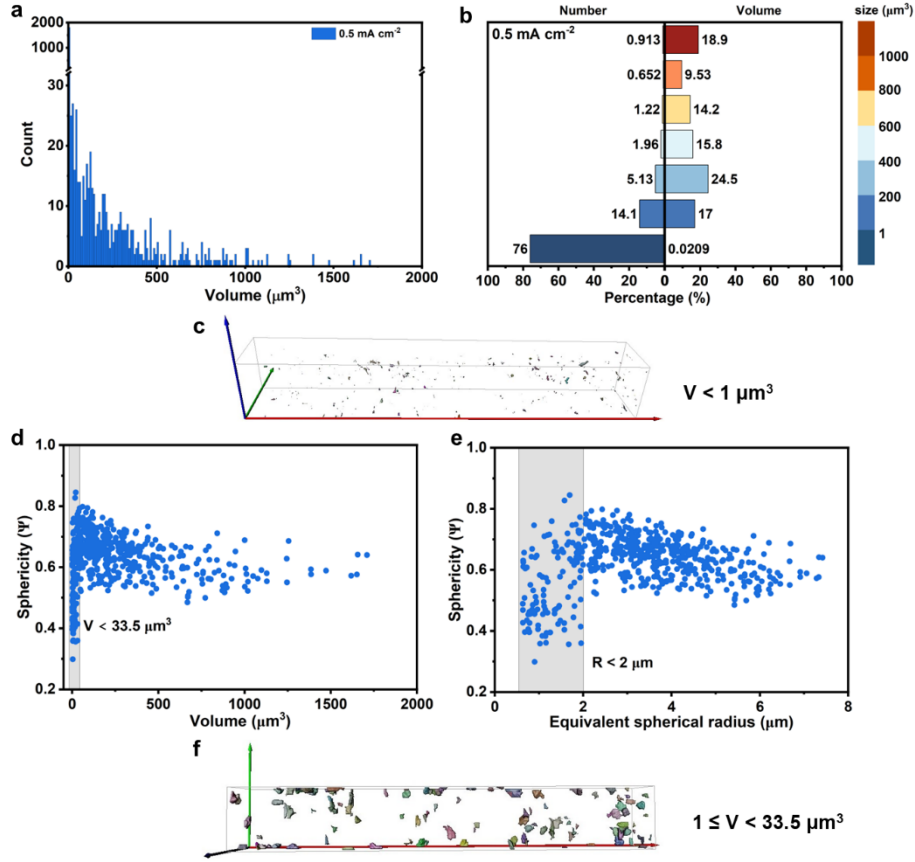 a
2000
1000
30
20
10
0
Count
0.5 mA cm⁻²
0 500 1000 1500 2000
Volume (μm³)
b
Number Volume
0.5 mA cm⁻²
0.913 18.9
0.652 9.53
1.22 14.2
1.96 15.8
5.13 24.5
14.1 17
76 0.0209
100 80 60 40 20 0 20 40 60 80 100
Percentage (%)
size (μm³)
1000
800
600
400
200
1
c
V < 1 μm³
d
1.0
0.8
0.6
0.4
0.2
Sphericity (Ψ)
V < 33.5 μm³
0 500 1000 1500 2000
Volume (μm³)
e
1.0
0.8
0.6
0.4
0.2
Sphericity (Ψ)
R < 2 μm
0 2 4 6 8
Equivalent spherical radius (μm)
f
1 ≤ V < 33.5 μm³